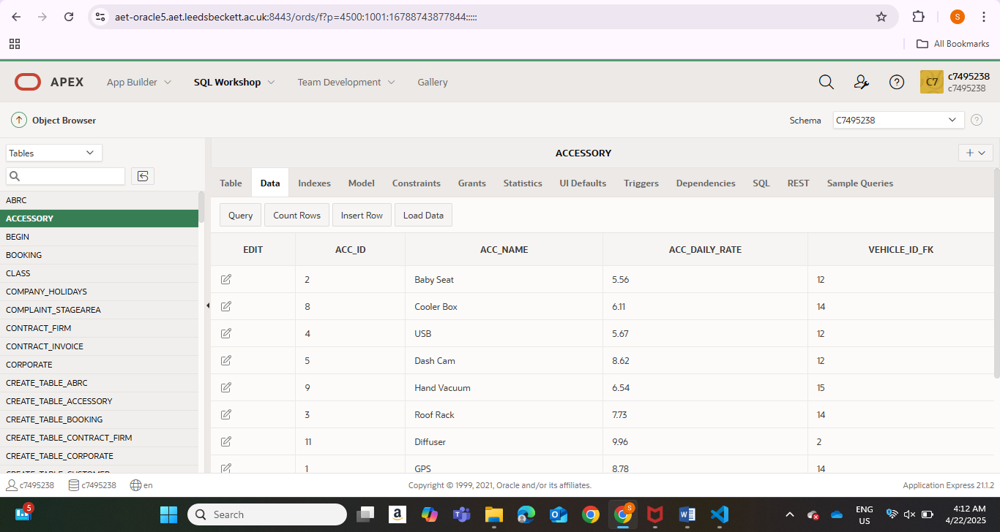 aet-oracle5.aet.leedsbeckett.ac.uk:8443/ords/f?p=4500:1001:16788743877844:::::
S
All Bookmarks
APEX App Builder SQL Workshop Team Development Gallery
C7 c7495238
c7495238
Object Browser Schema C7495238
Tables ACCESSORY
Table Data Indexes Model Constraints Grants Statistics UI Defaults Triggers Dependencies SQL REST Sample Queries
Query Count Rows Insert Row Load Data
ABRC
ACCESSORY
BEGIN
BOOKING
CLASS
COMPANY_HOLIDAYS
COMPLAINT_STAGEAREA
CONTRACT_FIRM
CONTRACT_INVOICE
CORPORATE
CREATE_TABLE_ABRC
CREATE_TABLE_ACCESSORY
CREATE_TABLE_BOOKING
CREATE_TABLE_CONTRACT_FIRM
CREATE_TABLE_CORPORATE
CREATE_TABLE_CUSTOMER
EDIT ACC_ID ACC_NAME ACC_DAILY_RATE VEHICLE_ID_FK
2 Baby Seat 5.56 12
8 Cooler Box 6.11 14
4 USB 5.67 12
5 Dash Cam 8.62 12
9 Hand Vacuum 6.54 15
3 Roof Rack 7.73 14
11 Diffuser 9.96 2
1 GPS 8.78 14
c7495238 c7495238 en Copyright © 1999, 2021, Oracle and/or its affiliates. Application Express 21.1.2
5 Search a S W ENG
US
4:12 AM
4/22/2025